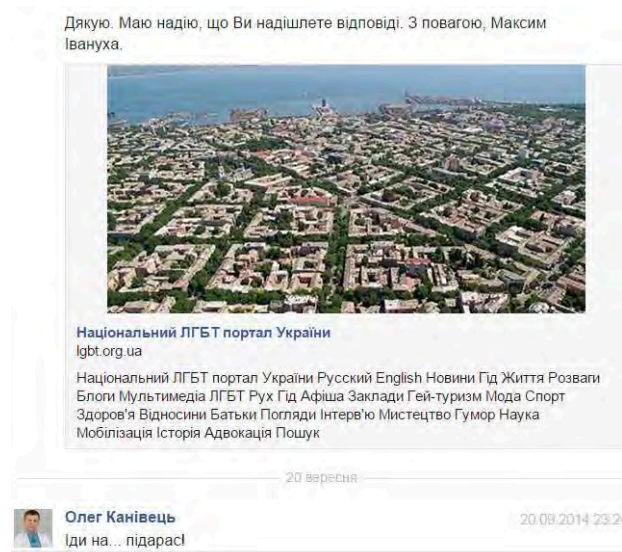 Дякую. Маю надію, що Ви надішлете відповіді. З повагою, Максим
Івануха.
Національний ЛГБТ портал України
lgbt.org.ua
Національний ЛГБТ портал України Русский English Новини Гід Життя Розваги
Блоги Мультимедіа ЛГБТ Рух Гід Афіша Заклади Гей-туризм Мода Спорт
Здоров'я Відносини Батьки Погляди Інтерв'ю Мистецтво Гумор Наука
Мобілізація Історія Адвокація Пошук
20 вересня
Олег Канівець
20.09.2014 23:2
Іди на... підарас!